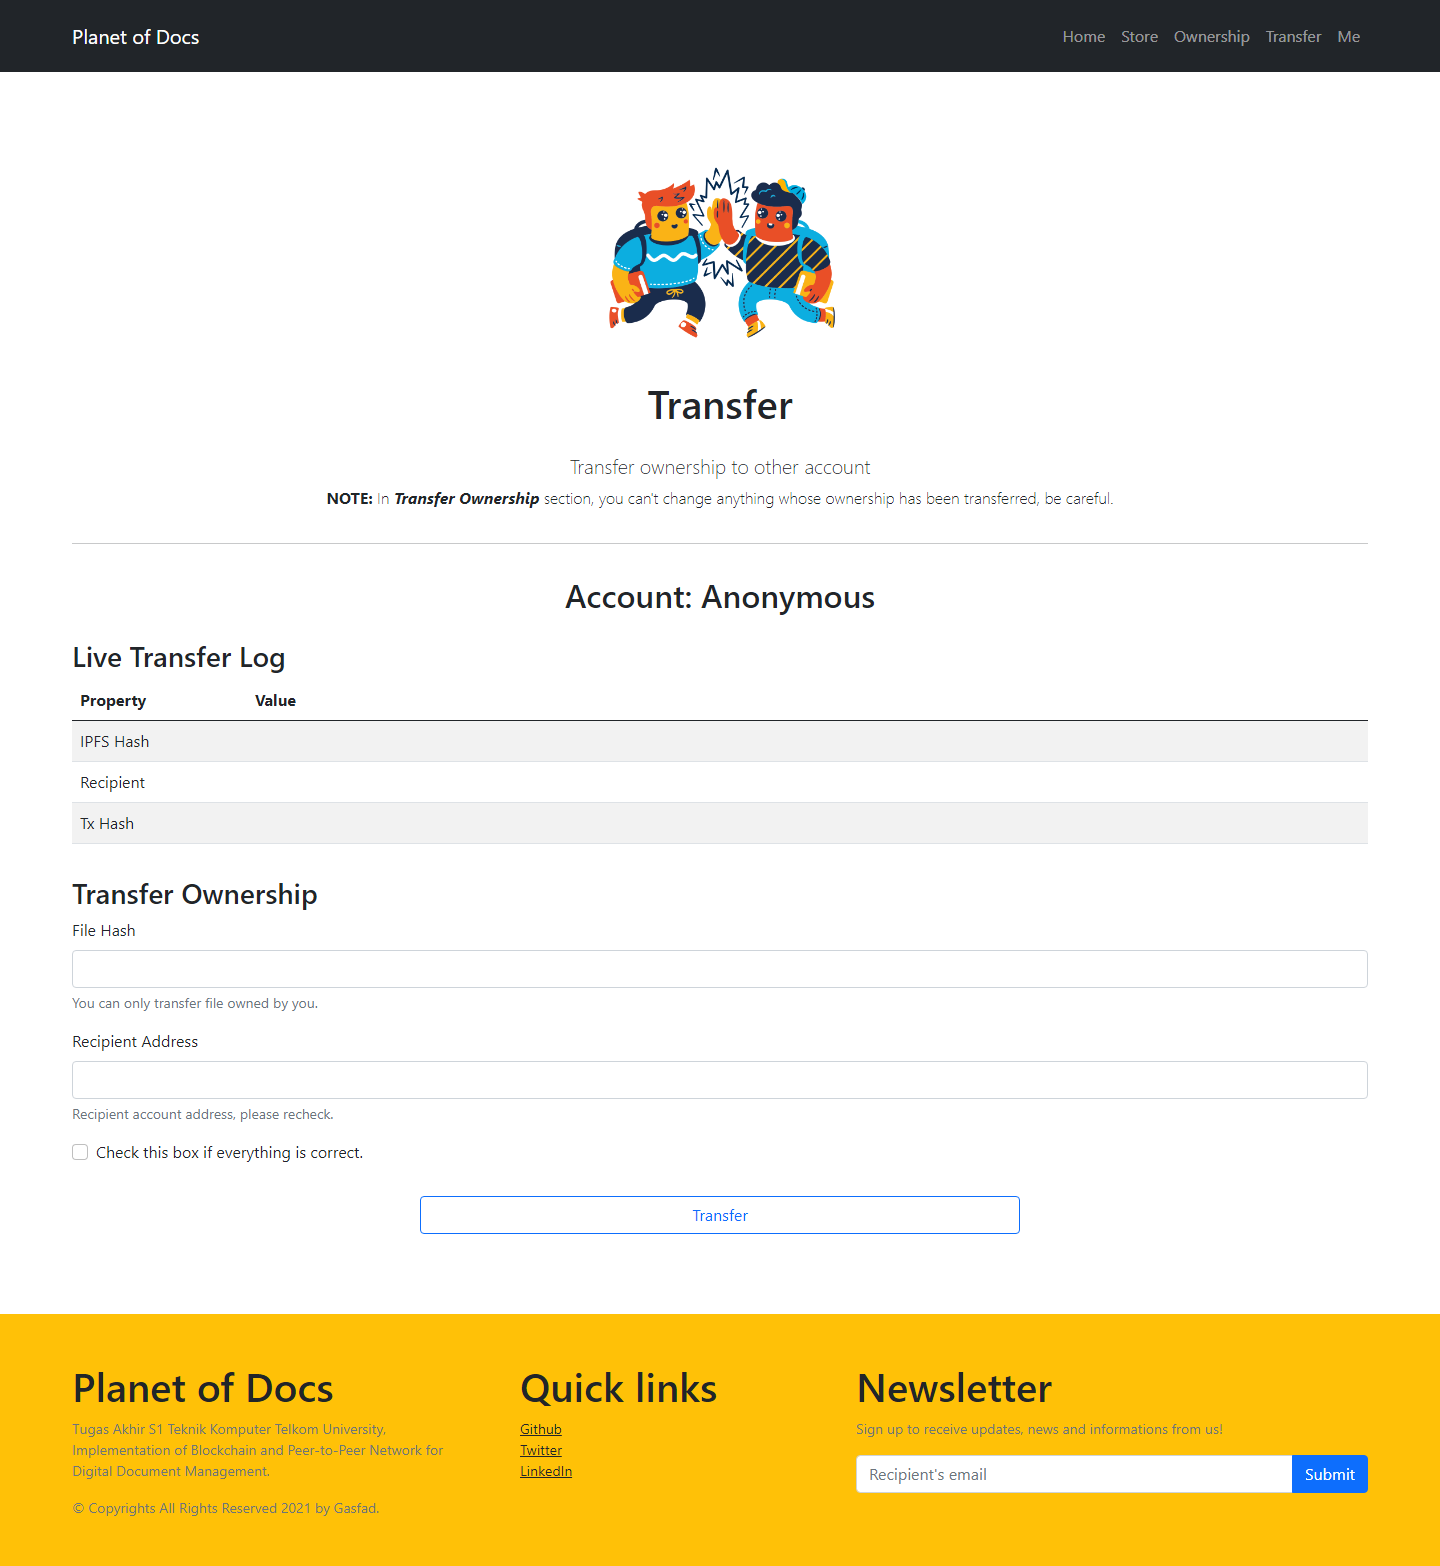 Planet of Docs
Home Store Ownership Transfer Me
Transfer
Transfer ownership to other account
NOTE: In Transfer Ownership section, you can't change anything whose ownership has been transferred, be careful.
Account: Anonymous
Live Transfer Log
Property Value
IPFS Hash
Recipient
Tx Hash
Transfer Ownership
File Hash
You can only transfer file owned by you.
Recipient Address
Recipient account address, please recheck.
Check this box if everything is correct.
Transfer
Planet of Docs
Tugas Akhir S1 Teknik Komputer Telkom University,
Implementation of Blockchain and Peer-to-Peer Network for
Digital Document Management.
© Copyrights All Rights Reserved 2021 by Gasfad.
Quick links
Github
Twitter
LinkedIn
Newsletter
Sign up to receive updates, news and informations from us!
Recipient's email Submit